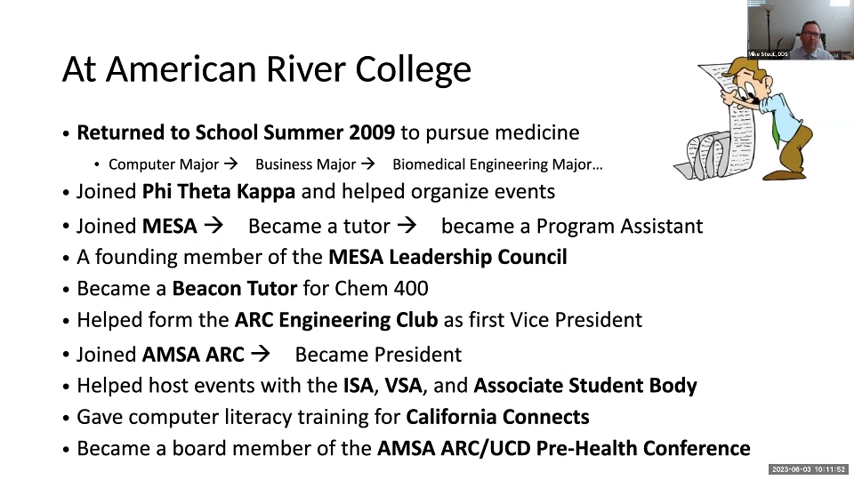 At American River College
• Returned to School Summer 2009 to pursue medicine
• Computer Major → Business Major → Biomedical Engineering Major…
• Joined Phi Theta Kappa and helped organize events
• Joined MESA → Became a tutor → became a Program Assistant
• A founding member of the MESA Leadership Council
• Became a Beacon Tutor for Chem 400
• Helped form the ARC Engineering Club as first Vice President
• Joined AMSA ARC → Became President
• Helped host events with the ISA, VSA, and Associate Student Body
• Gave computer literacy training for California Connects
• Became a board member of the AMSA ARC/UCD Pre-Health Conference
Mike
2023-06-03 10:11:52